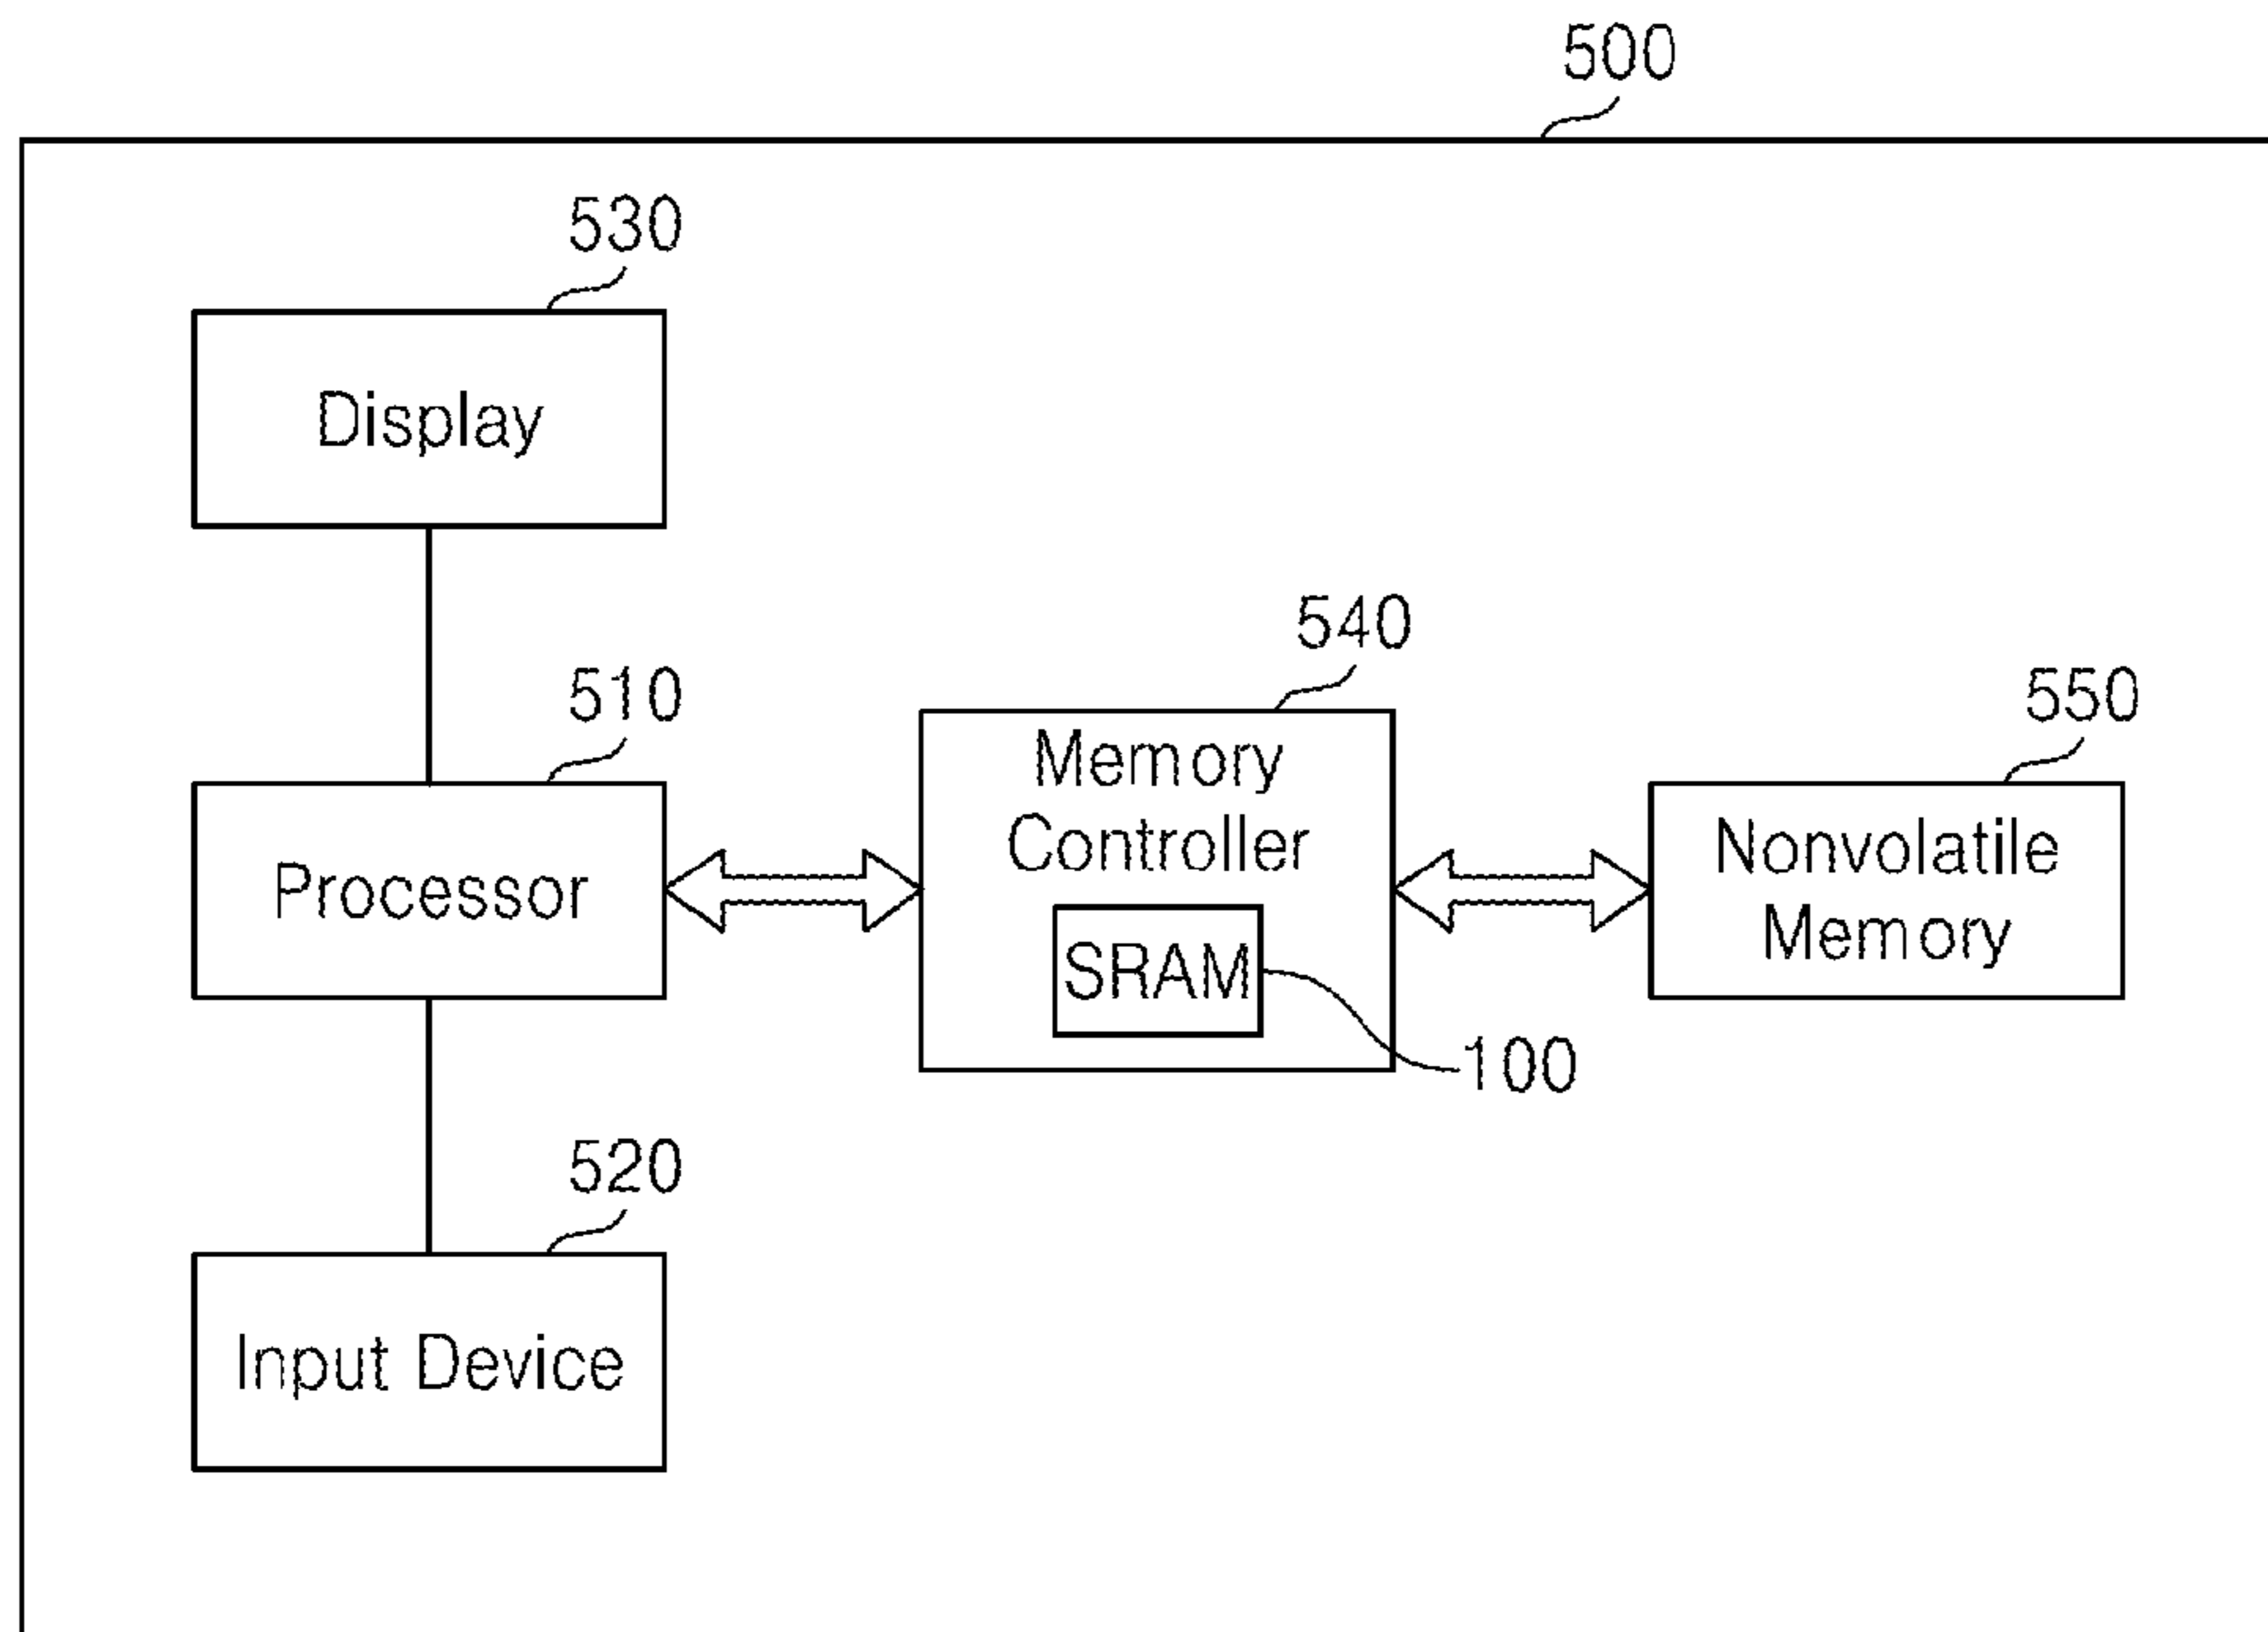 500
530
Display
540
510
550
Memory
Controller
Nonvolatile
Memory
Processor
SRAM
100
520
Input Device